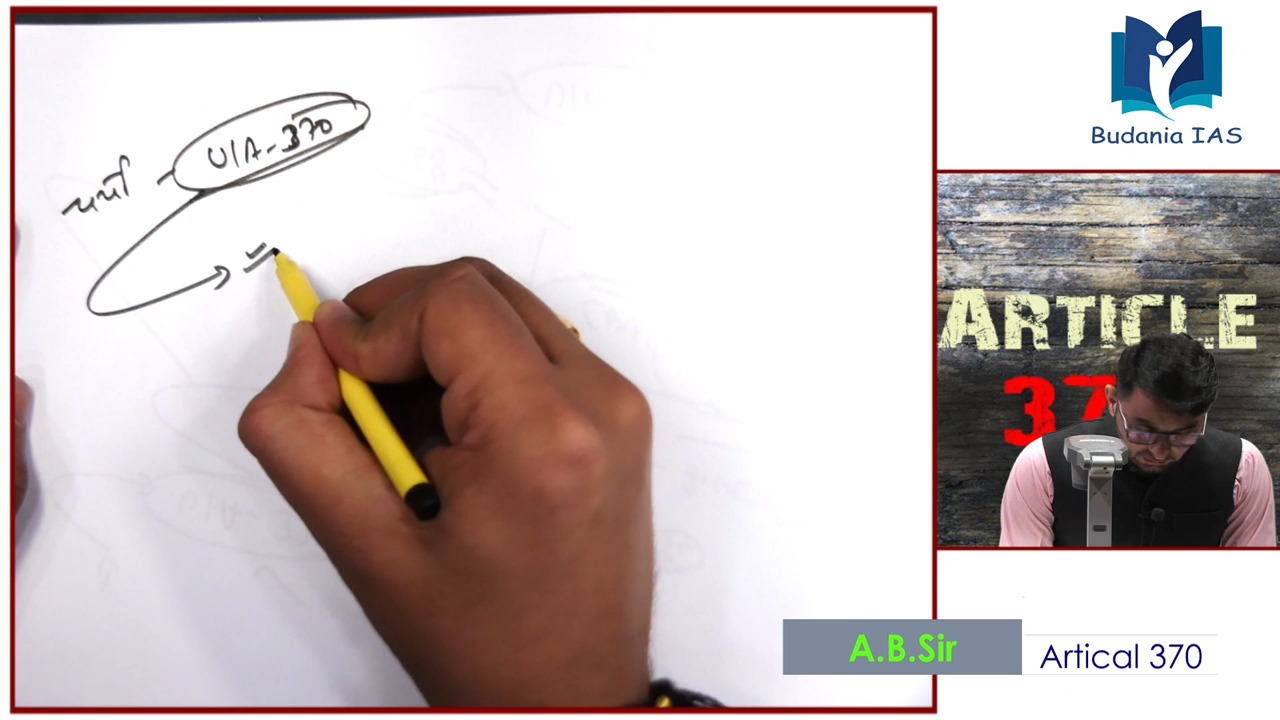 चर्चा - U/A - 370
Budania IAS
ARTICLE
37
A.B.Sir
Artical 370